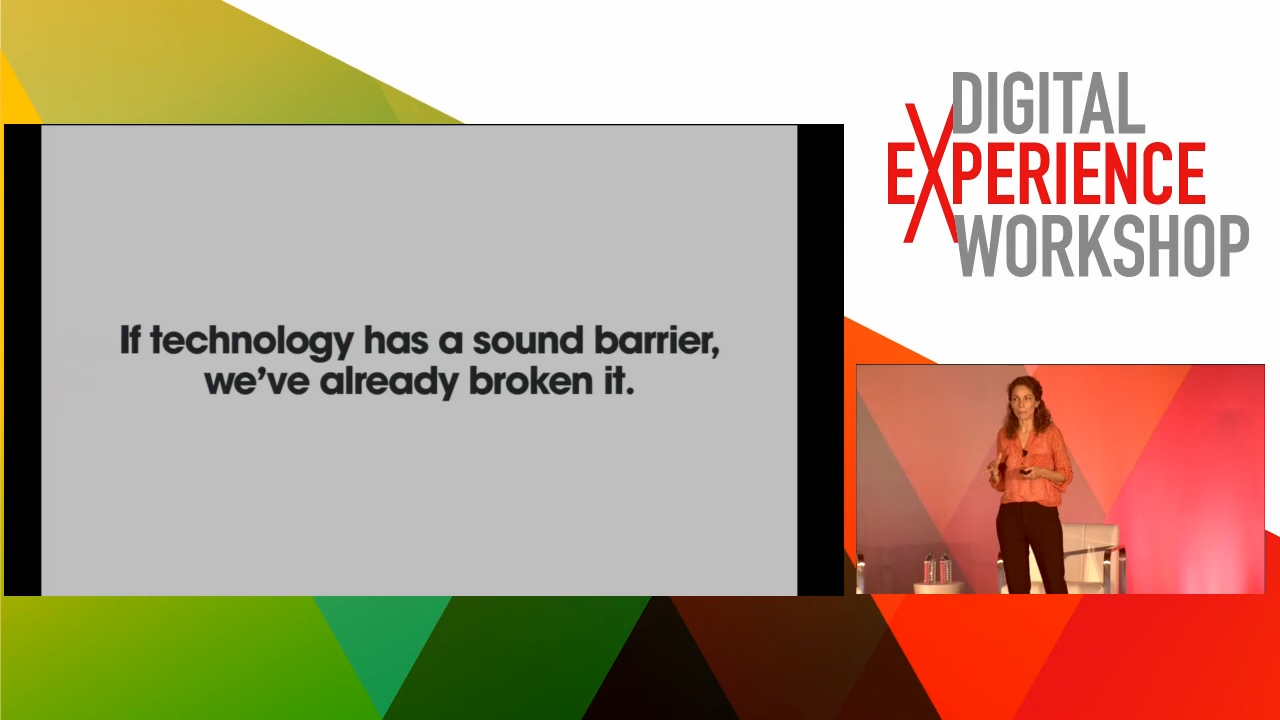 If technology has a sound barrier,
we've already broken it.
DIGITAL
EXPERIENCE
WORKSHOP